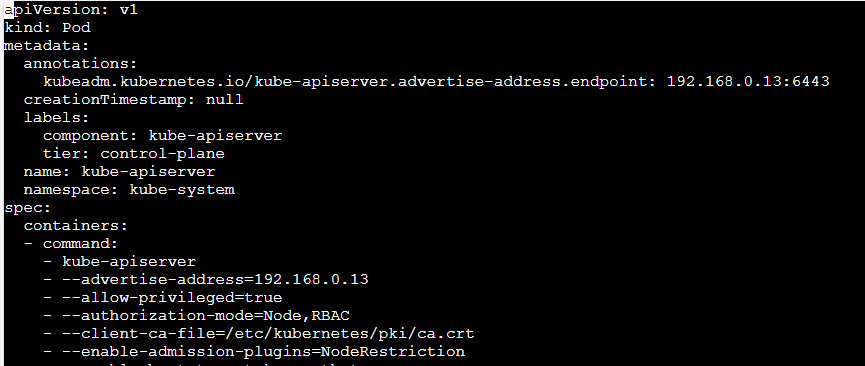 apiVersion: v1
kind: Pod
metadata:
  annotations:
    kubeadm.kubernetes.io/kube-apiserver.advertise-address.endpoint: 192.168.0.13:6443
  creationTimestamp: null
  labels:
    component: kube-apiserver
    tier: control-plane
  name: kube-apiserver
  namespace: kube-system
spec:
  containers:
  - command:
    - kube-apiserver
    - --advertise-address=192.168.0.13
    - --allow-privileged=true
    - --authorization-mode=Node,RBAC
    - --client-ca-file=/etc/kubernetes/pki/ca.crt
    - --enable-admission-plugins=NodeRestriction